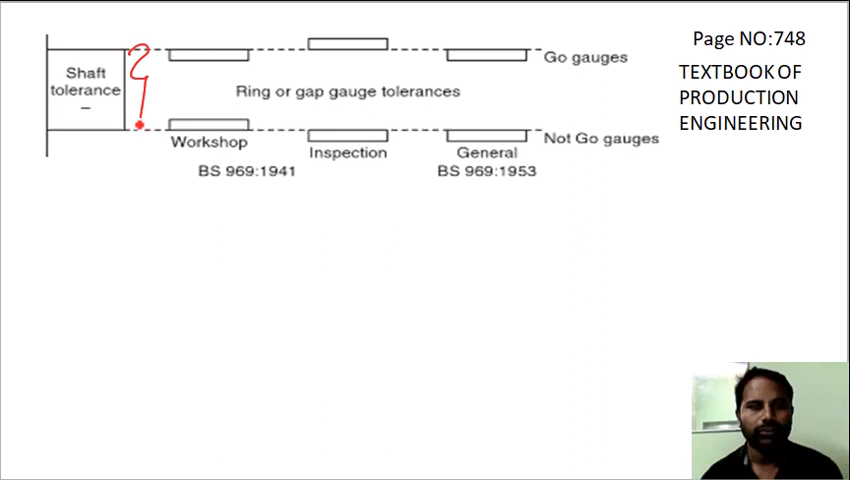 Page NO:748
TEXTBOOK OF
PRODUCTION
ENGINEERING
Shaft
tolerance
–
Go gauges
Ring or gap gauge tolerances
Not Go gauges
Workshop
Inspection
General
BS 969:1941
BS 969:1953